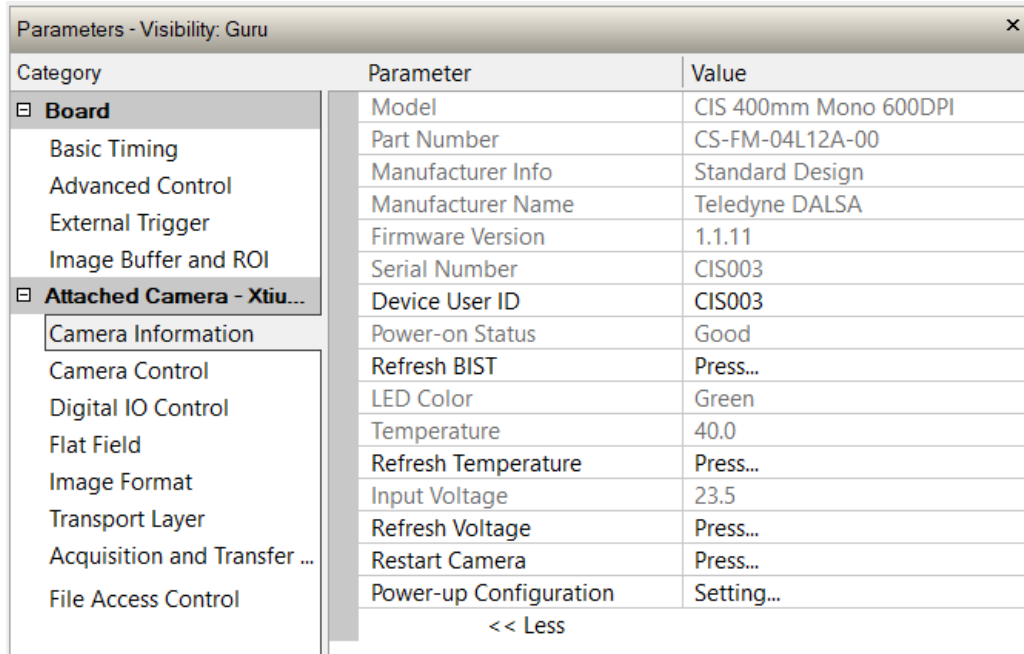 Parameters - Visibility: Guru
×
Category
Parameter Value
Board
Basic Timing
Advanced Control
External Trigger
Image Buffer and ROI
Attached Camera - Xtiu...
Camera Information
Camera Control
Digital IO Control
Flat Field
Image Format
Transport Layer
Acquisition and Transfer ...
File Access Control
Model CIS 400mm Mono 600DPI
Part Number CS-FM-04L12A-00
Manufacturer Info Standard Design
Manufacturer Name Teledyne DALSA
Firmware Version 1.1.11
Serial Number CIS003
Device User ID CIS003
Power-on Status Good
Refresh BIST Press...
LED Color Green
Temperature 40.0
Refresh Temperature Press...
Input Voltage 23.5
Refresh Voltage Press...
Restart Camera Press...
Power-up Configuration Setting...
<< Less